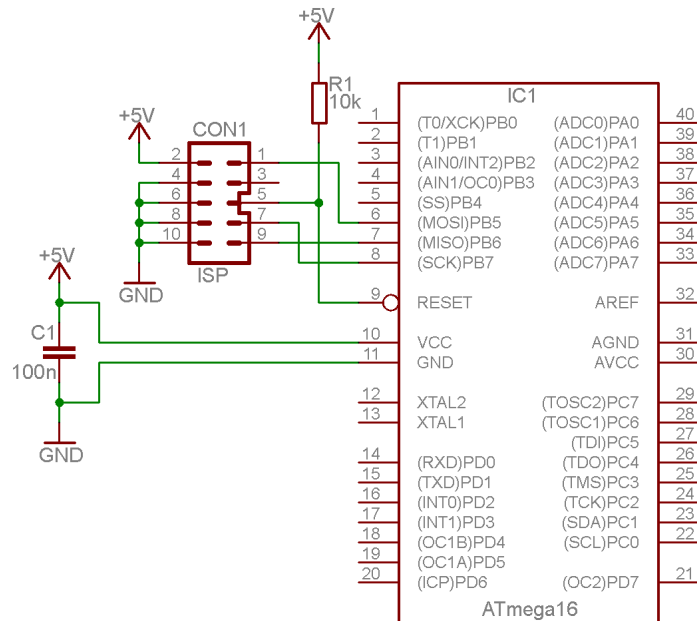 +5V
R1
10k
IC1
+5V
CON1
2 1
4 3
6 5
8 7
10 9
ISP
GND
+5V
C1
100n
GND
1 (T0/XCK)PB0 (ADC0)PA0 40
2 (T1)PB1 (ADC1)PA1 39
3 (AIN0/INT2)PB2 (ADC2)PA2 38
4 (AIN1/OC0)PB3 (ADC3)PA3 37
5 (SS)PB4 (ADC4)PA4 36
6 (MOSI)PB5 (ADC5)PA5 35
7 (MISO)PB6 (ADC6)PA6 34
8 (SCK)PB7 (ADC7)PA7 33
9 RESET AREF 32
10 VCC AGND 31
11 GND AVCC 30
12 XTAL2 (TOSC2)PC7 29
13 XTAL1 (TOSC1)PC6 28
(TDI)PC5 27
14 (RXD)PD0 (TDO)PC4 26
15 (TXD)PD1 (TMS)PC3 25
16 (INT0)PD2 (TCK)PC2 24
17 (INT1)PD3 (SDA)PC1 23
18 (OC1B)PD4 (SCL)PC0 22
19 (OC1A)PD5
20 (ICP)PD6 (OC2)PD7 21
ATmega16